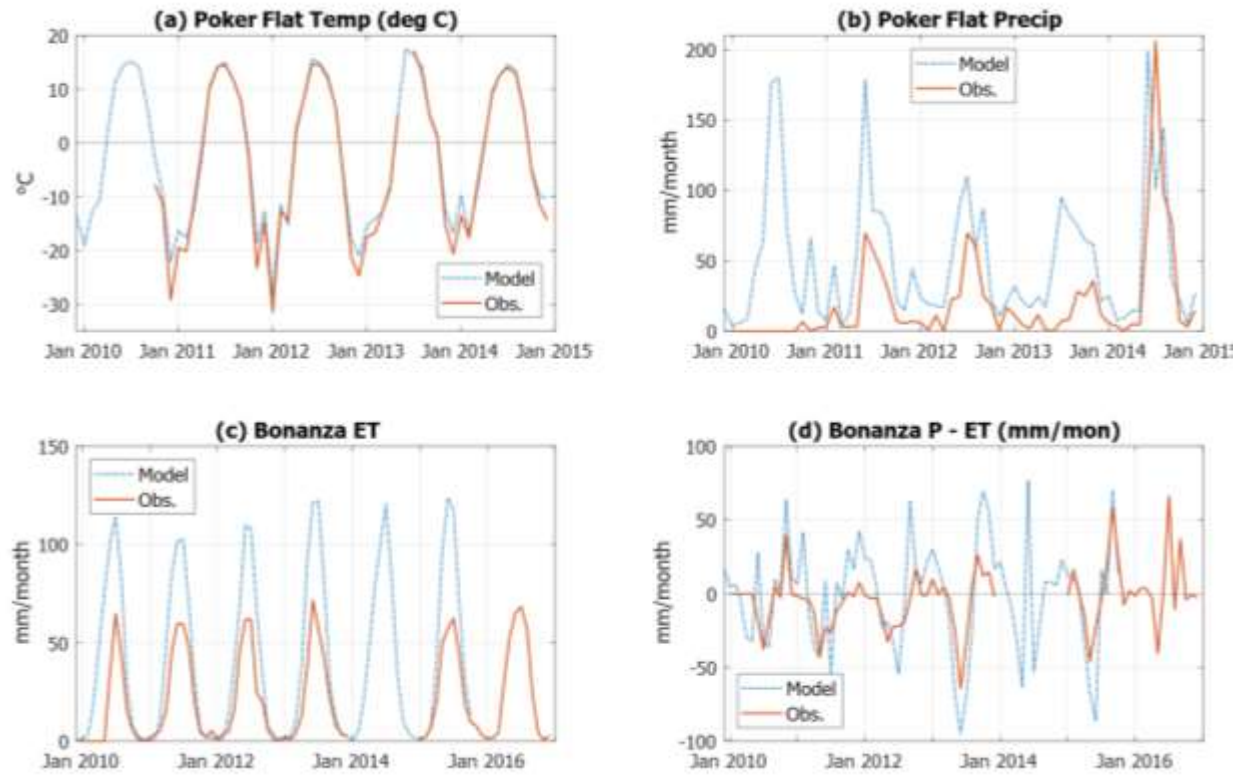 (a) Poker Flat Temp (deg C)
20
10
0
-10
-20
-30
ºC
Model
Obs.
Jan 2010 Jan 2011 Jan 2012 Jan 2013 Jan 2014 Jan 2015
(b) Poker Flat Precip
200
150
100
50
0
mm/month
Model
Obs.
Jan 2010 Jan 2011 Jan 2012 Jan 2013 Jan 2014 Jan 2015
(c) Bonanza ET
150
100
50
0
mm/month
Model
Obs.
Jan 2010 Jan 2012 Jan 2014 Jan 2016
(d) Bonanza P - ET (mm/mon)
100
50
0
-50
-100
mm/month
Model
Obs.
Jan 2010 Jan 2012 Jan 2014 Jan 2016